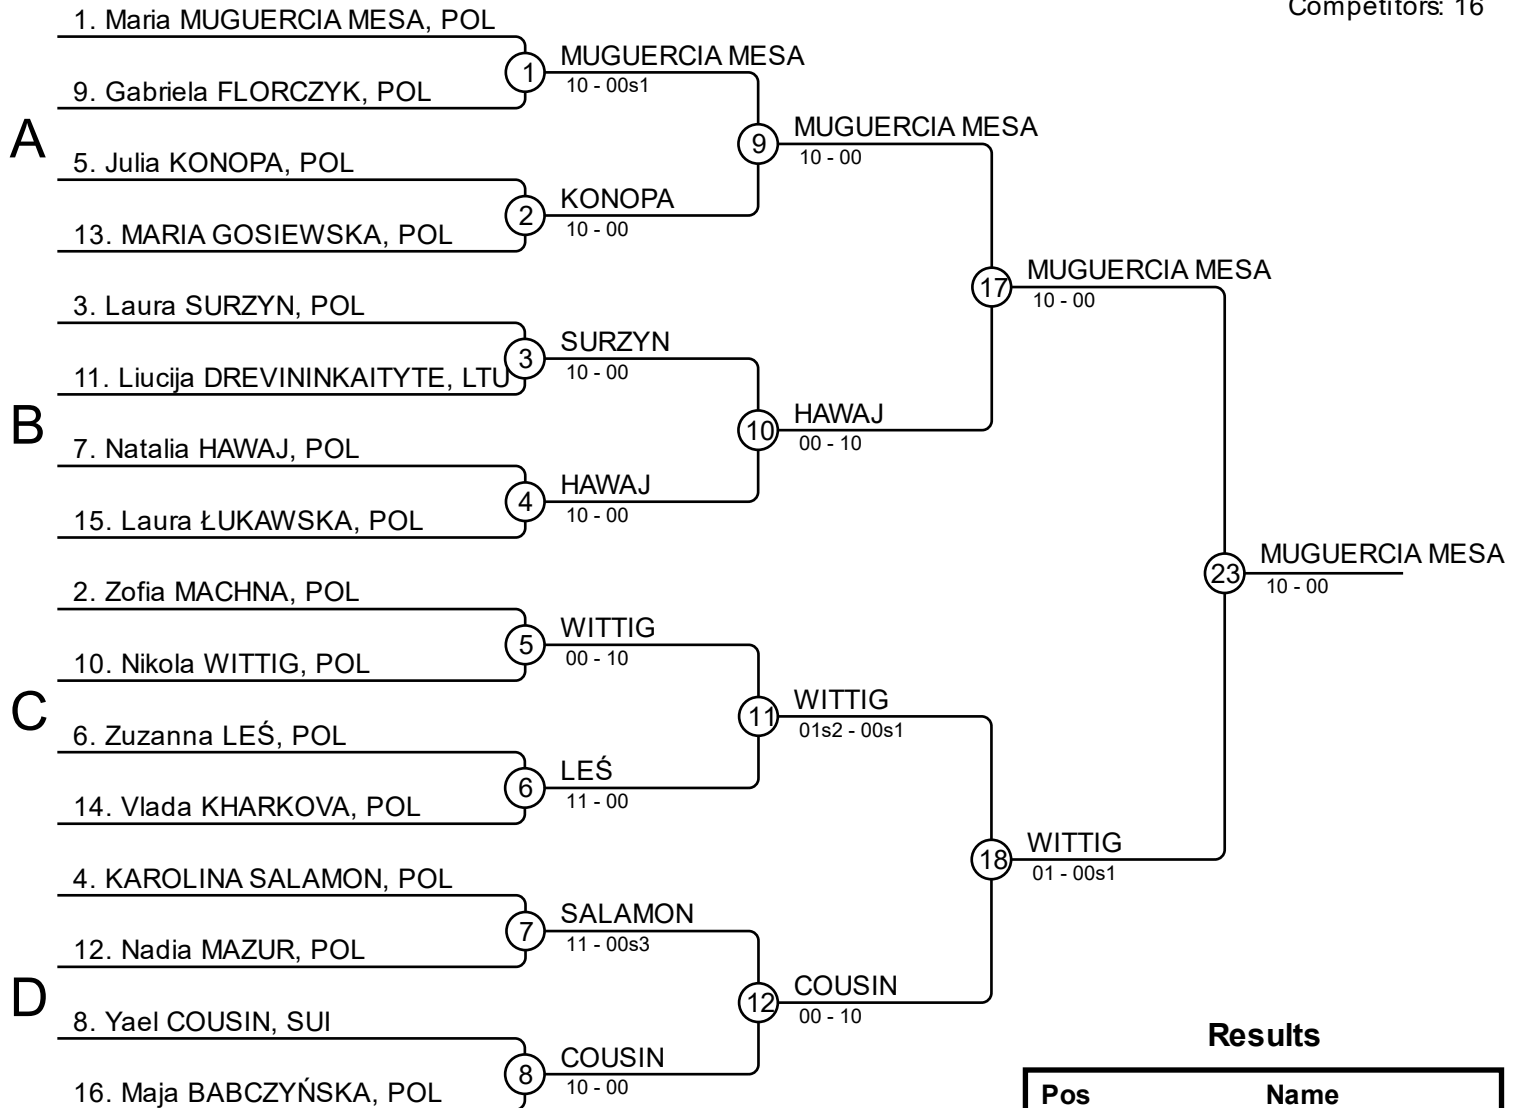 Competitors: 16
1. Maria MUGUERCIA MESA, POL
1
MUGUERCIA MESA
10 - 00s1
9. Gabriela FLORCZYK, POL
A
9
MUGUERCIA MESA
10 - 00
5. Julia KONOPA, POL
2
KONOPA
10 - 00
13. MARIA GOSIEWSKA, POL
17
MUGUERCIA MESA
10 - 00
3. Laura SURZYN, POL
3
SURZYN
10 - 00
11. Liucija DREVININKAITYTE, LTU
B
10
HAWAJ
00 - 10
7. Natalia HAWAJ, POL
4
HAWAJ
10 - 00
15. Laura ŁUKAWSKA, POL
23
MUGUERCIA MESA
10 - 00
2. Zofia MACHNA, POL
5
WITTIG
00 - 10
10. Nikola WITTIG, POL
C
11
WITTIG
01s2 - 00s1
6. Zuzanna LEŚ, POL
6
LEŚ
11 - 00
14. Vlada KHARKOVA, POL
18
WITTIG
01 - 00s1
4. KAROLINA SALAMON, POL
7
SALAMON
11 - 00s3
12. Nadia MAZUR, POL
D
12
COUSIN
00 - 10
8. Yael COUSIN, SUI
8
COUSIN
10 - 00
16. Maja BABCZYŃSKA, POL
Results
Pos Name